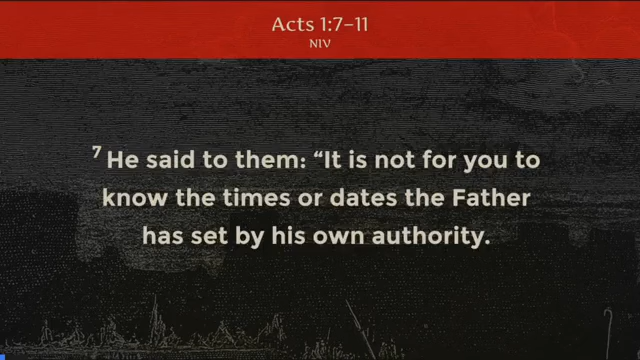 Acts 1:7–11
NIV
⁷ He said to them: “It is not for you to
know the times or dates the Father
has set by his own authority.